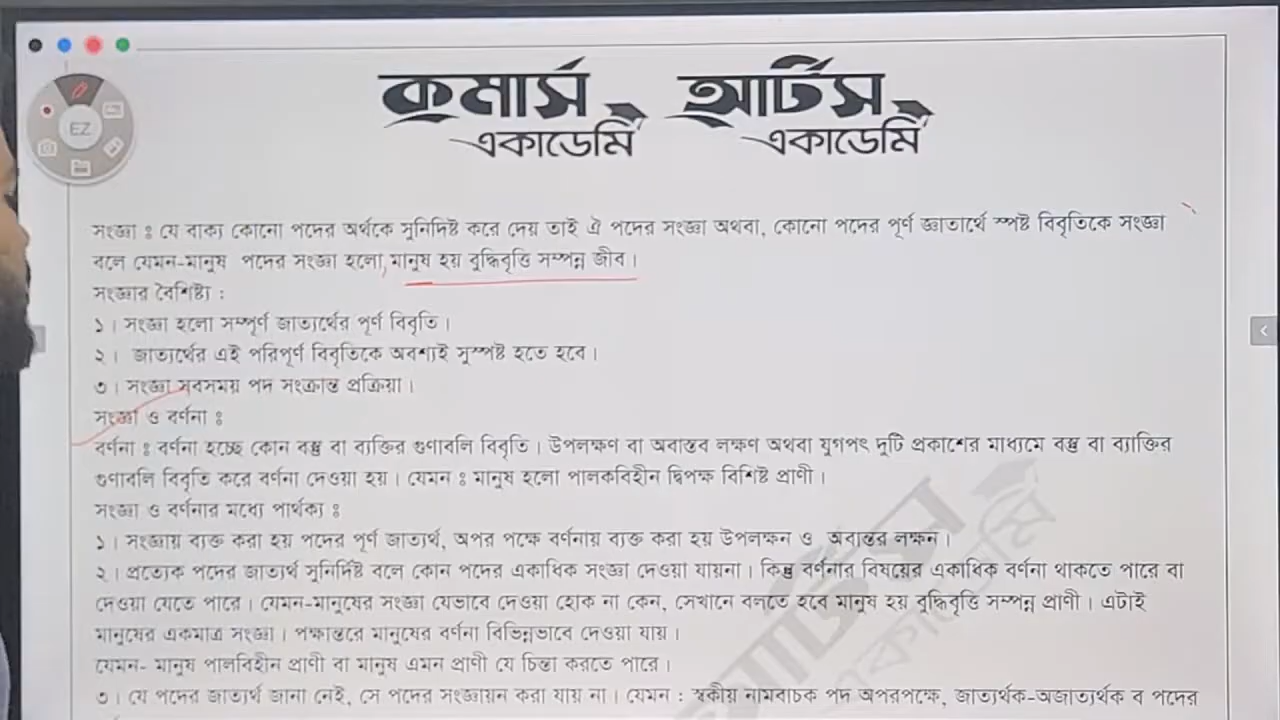 কমার্স একাডেমি আর্টস একাডেমি
EZ
সংজ্ঞা ঃ যে বাক্য কোনো পদের অর্থকে সুনিদিষ্ট করে দেয় তাই ঐ পদের সংজ্ঞা অথবা, কোনো পদের পূর্ণ জ্ঞাতার্থে স্পষ্ট বিবৃতিকে সংজ্ঞা
বলে যেমন-মানুষ পদের সংজ্ঞা হলো, মানুষ হয় বুদ্ধিবৃত্তি সম্পন্ন জীব।
সংজ্ঞার বৈশিষ্ট্য :
১। সংজ্ঞা হলো সম্পূর্ণ জাত্যর্থের পূর্ণ বিবৃতি।
২। জাত্যর্থের এই পরিপূর্ণ বিবৃতিকে অবশ্যই সুস্পষ্ট হতে হবে।
৩। সংজ্ঞা সবসময় পদ সংক্রান্ত প্রক্রিয়া।
সংজ্ঞা ও বর্ণনা ঃ
বর্ণনা ঃ বর্ণনা হচ্ছে কোন বস্তু বা ব্যক্তির গুণাবলি বিবৃতি। উপলক্ষণ বা অবান্তব লক্ষণ অথবা যুগপৎ দুটি প্রকাশের মাধ্যমে বস্তু বা ব্যাক্তির
গুণাবলি বিবৃতি করে বর্ণনা দেওয়া হয়। যেমন ঃ মানুষ হলো পালকবিহীন দ্বিপক্ষ বিশিষ্ট প্রাণী।
সংজ্ঞা ও বর্ণনার মধ্যে পার্থক্য ঃ
১। সংজ্ঞায় ব্যক্ত করা হয় পদের পূর্ণ জাত্যর্থ, অপর পক্ষে বর্ণনায় ব্যক্ত করা হয় উপলক্ষন ও অবান্তর লক্ষন।
২। প্রত্যেক পদের জাত্যর্থ সুনির্দিষ্ট বলে কোন পদের একাধিক সংজ্ঞা দেওয়া যায়না। কিন্তু বর্ণনার বিষয়ের একাধিক বর্ণনা থাকতে পারে বা
দেওয়া যেতে পারে। যেমন-মানুষের সংজ্ঞা যেভাবে দেওয়া হোক না কেন, সেখানে বলতে হবে মানুষ হয় বুদ্ধিবৃত্তি সম্পন্ন প্রাণী। এটাই
মানুষের একমাত্র সংজ্ঞা। পক্ষান্তরে মানুষের বর্ণনা বিভিন্নভাবে দেওয়া যায়।
যেমন- মানুষ পালবিহীন প্রাণী বা মানুষ এমন প্রাণী যে চিন্তা করতে পারে।
৩। যে পদের জাত্যর্থ জানা নেই, সে পদের সংজ্ঞায়ন করা যায় না। যেমন : স্বকীয় নামবাচক পদ অপরপক্ষে, জাত্যর্থক-অজাত্যর্থক ব পদের
আর্টস একাডেমি